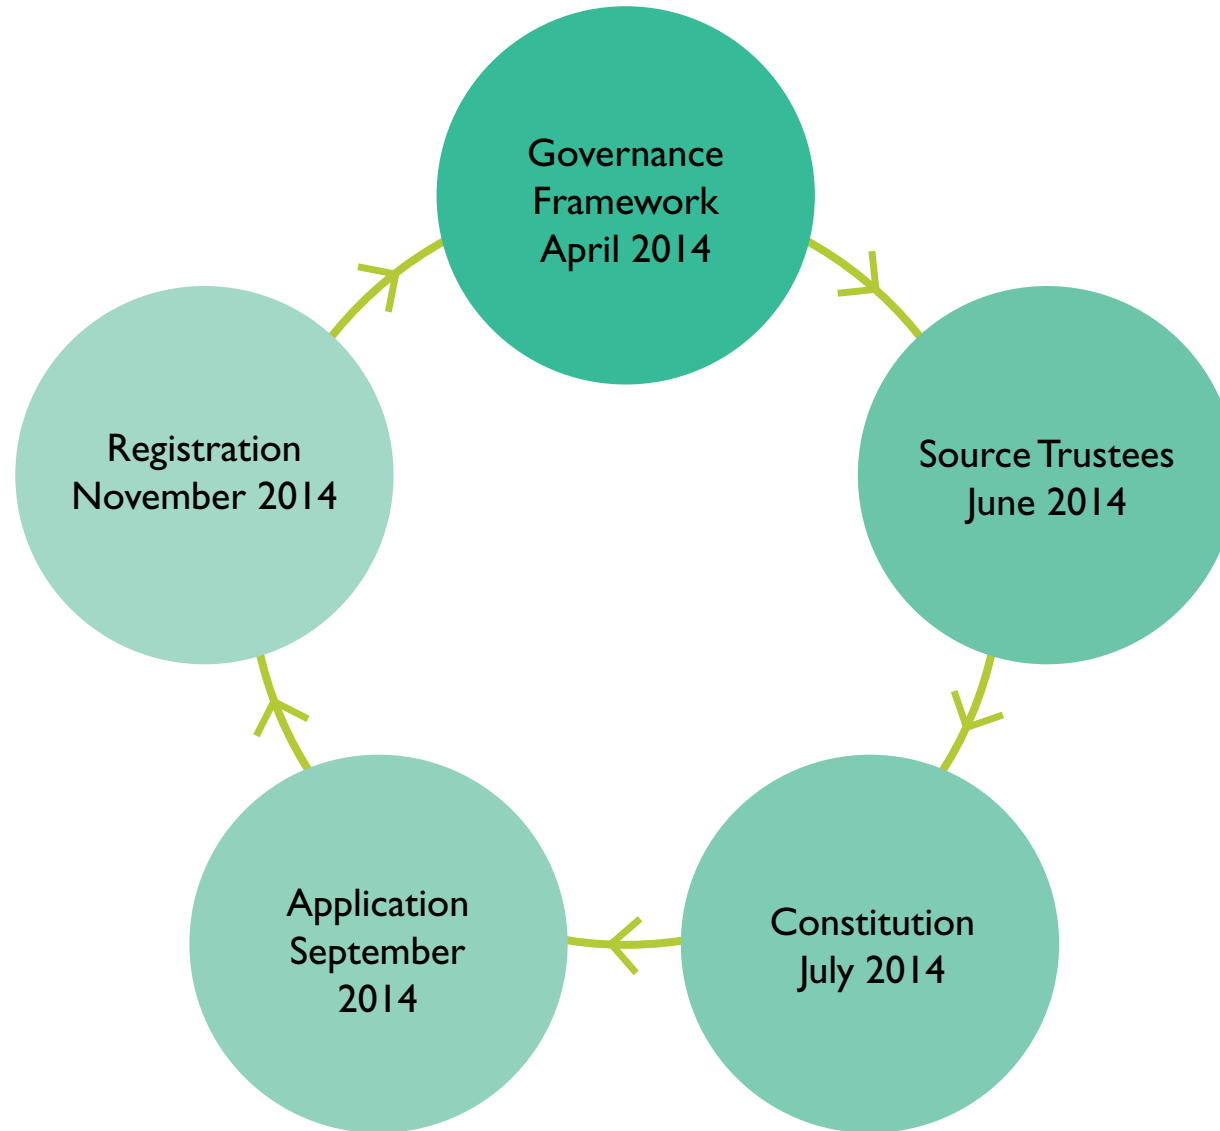 Governance
Framework
April 2014
Source Trustees
June 2014
Constitution
July 2014
Application
September
2014
Registration
November 2014